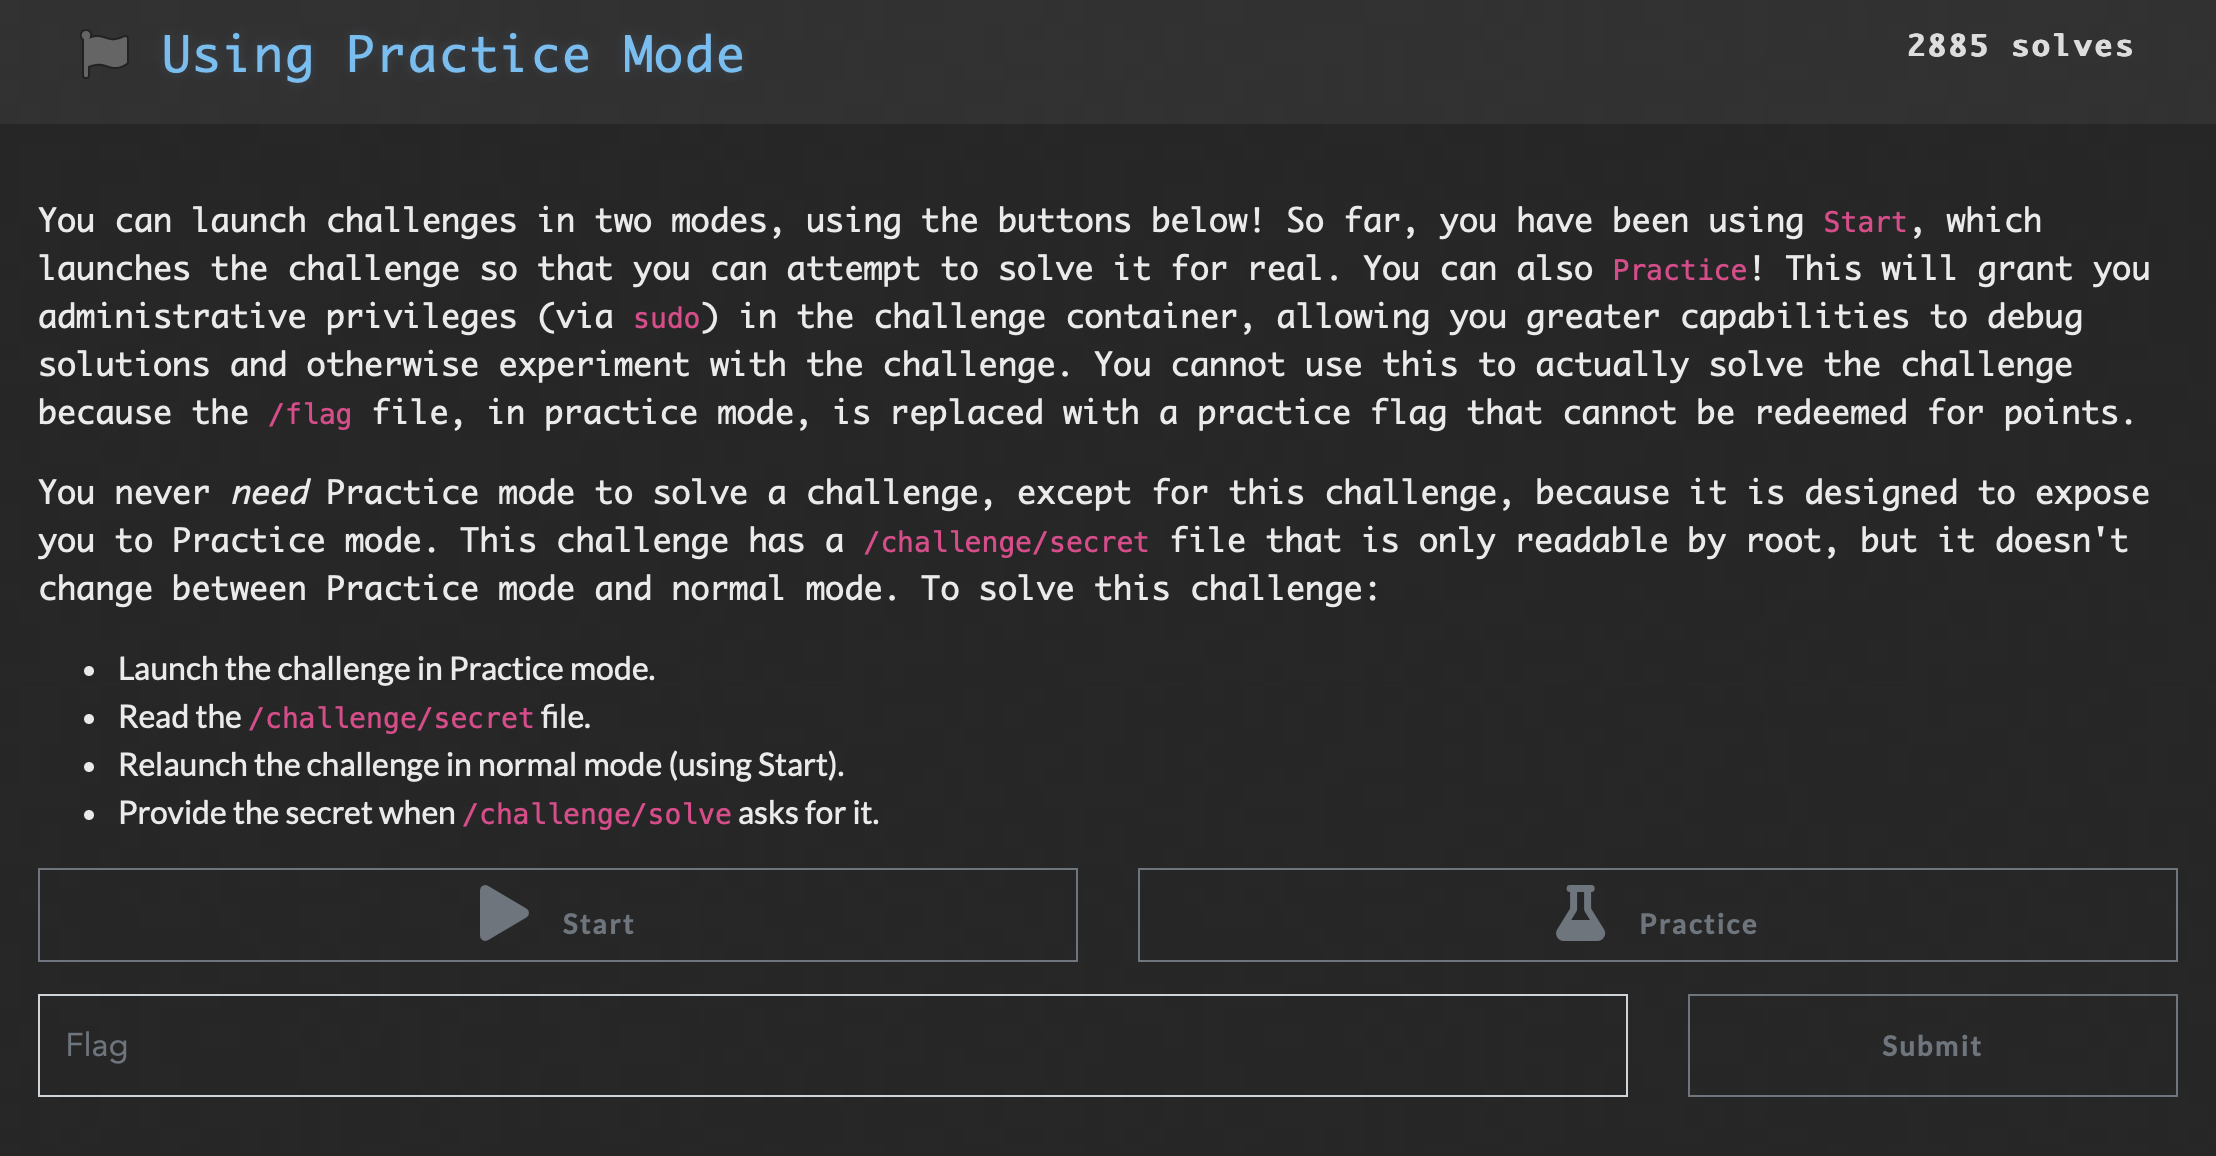 Using Practice Mode
2885 solves
You can launch challenges in two modes, using the buttons below! So far, you have been using Start, which
launches the challenge so that you can attempt to solve it for real. You can also Practice! This will grant you
administrative privileges (via sudo) in the challenge container, allowing you greater capabilities to debug
solutions and otherwise experiment with the challenge. You cannot use this to actually solve the challenge
because the /flag file, in practice mode, is replaced with a practice flag that cannot be redeemed for points.
You never need Practice mode to solve a challenge, except for this challenge, because it is designed to expose
you to Practice mode. This challenge has a /challenge/secret file that is only readable by root, but it doesn't
change between Practice mode and normal mode. To solve this challenge:
• Launch the challenge in Practice mode.
• Read the /challenge/secret file.
• Relaunch the challenge in normal mode (using Start).
• Provide the secret when /challenge/solve asks for it.
Start
Practice
Flag
Submit